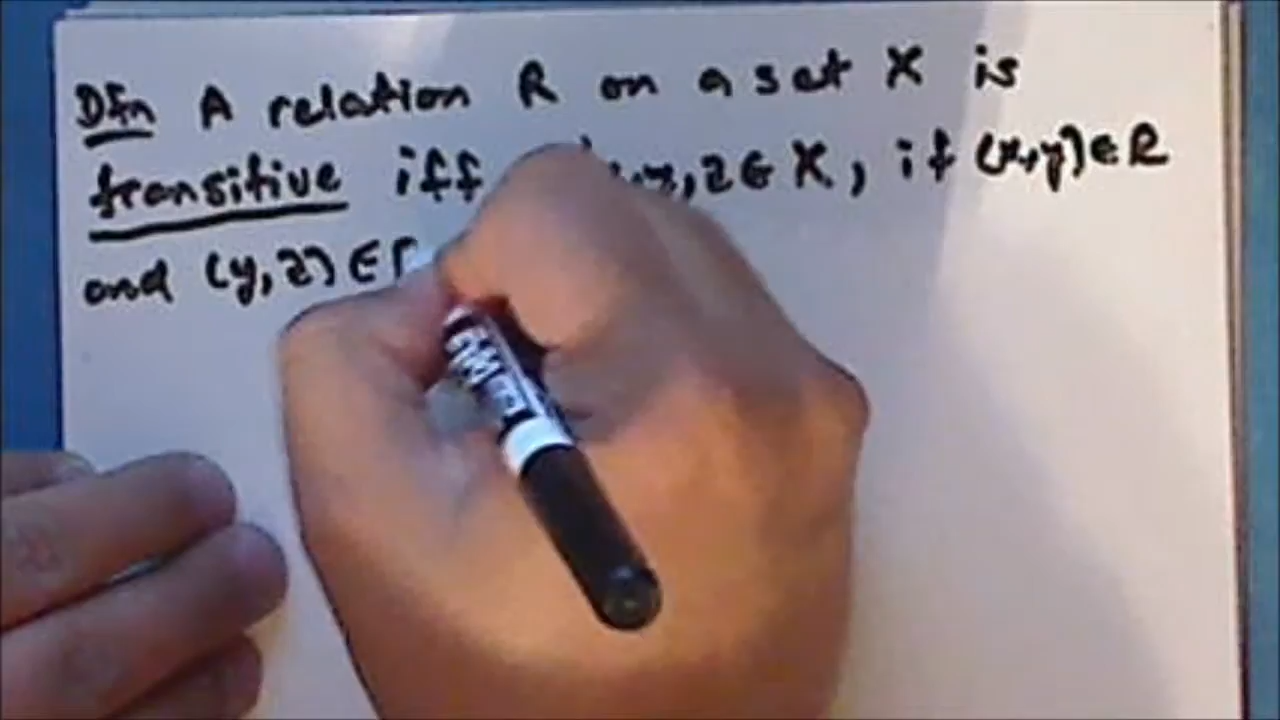 Dfn A relation R on a set X is
transitive iff ,z ∈ X, if (x,y) ∈ R
and (y,z) ∈